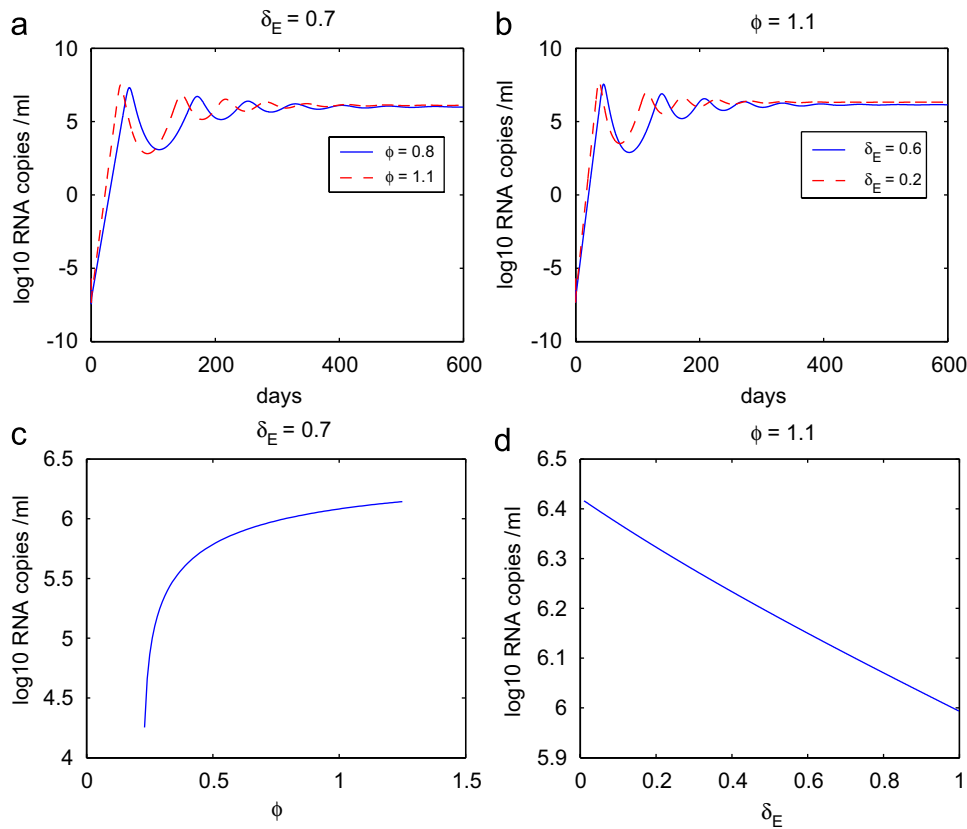 a
δE = 0.7
10
5
0
-5
-10
log10 RNA copies /ml
φ = 0.8
φ = 1.1
0
200
400
600
days
b
φ = 1.1
10
5
0
-5
-10
log10 RNA copies /ml
δE = 0.6
δE = 0.2
0
200
400
600
days
c
δE = 0.7
6.5
6
5.5
5
4.5
4
log10 RNA copies /ml
0
0.5
1
1.5
φ
d
φ = 1.1
6.5
6.4
6.3
6.2
6.1
6
5.9
log10 RNA copies /ml
0
0.2
0.4
0.6
0.8
1
δE